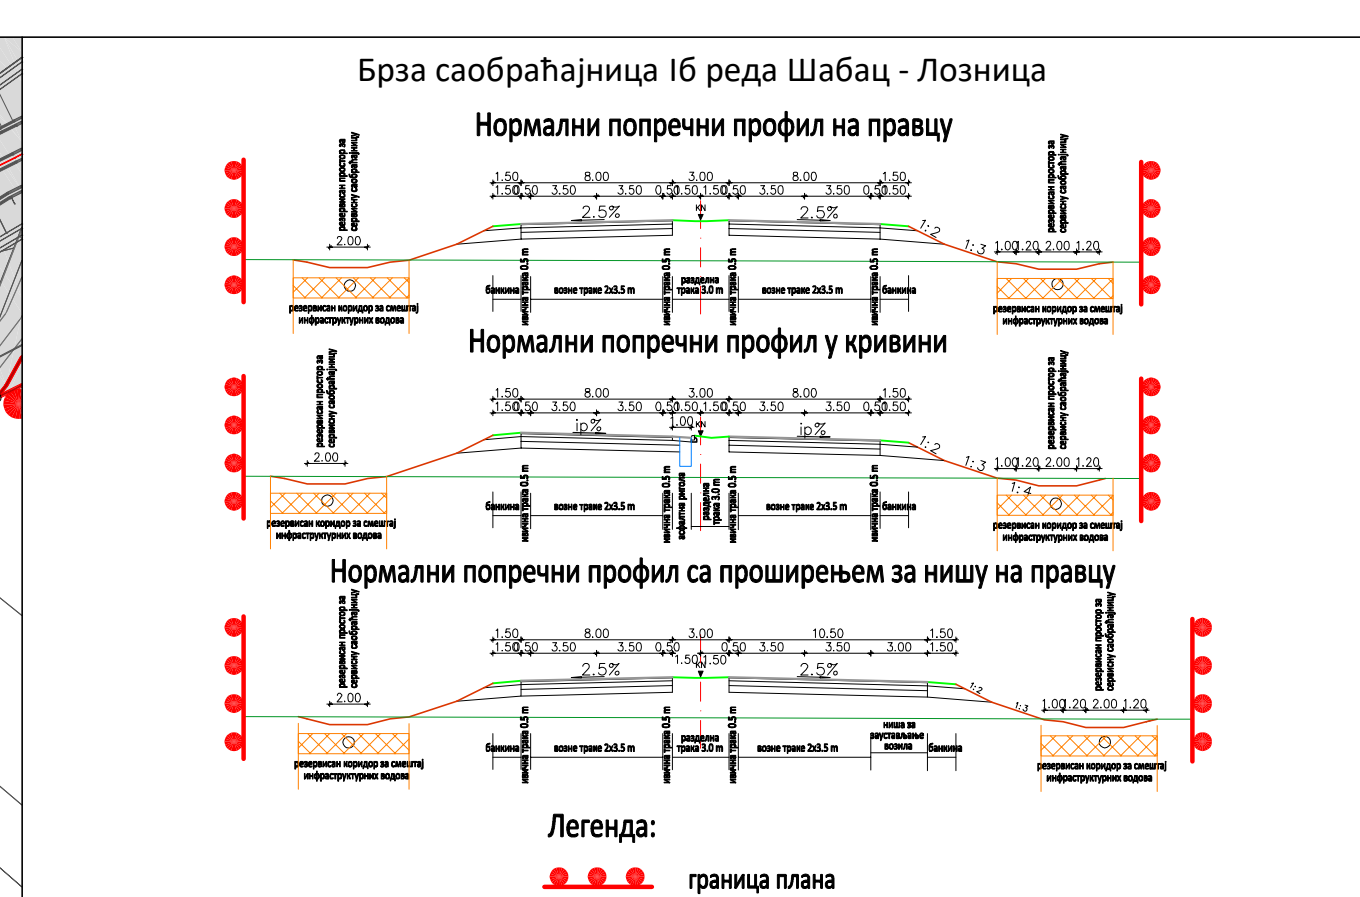 Брза саобраћајница Iб реда Шабац - Лозница
Нормални попречни профил на правцу
резервисан простор за
сервисну саобраћајницу
резервисан простор за
сервисну саобраћајницу
1.50 8.00 3.00 8.00 1.50
1.50 0.50 3.50 3.50 0.50 1.50 1.50 0.50 3.50 3.50 0.50 1.50
KN
2.5% 2.5%
1:2
1:3
2.00
1.00 1.20 2.00 1.20
банкина
ивична трака 0.5 m
возне траке 2x3.5 m
ивична трака 0.5 m
разделна
трака 3.0 m
ивична трака 0.5 m
возне траке 2x3.5 m
ивична трака 0.5 m
банкина
резервисан коридор за смештај
инфраструктурних водова
резервисан коридор за смештај
инфраструктурних водова
Нормални попречни профил у кривини
резервисан простор за
сервисну саобраћајницу
резервисан простор за
сервисну саобраћајницу
1.50 8.00 3.00 8.00 1.50
1.50 0.50 3.50 3.50 0.50 1.50 1.50 0.50 3.50 3.50 0.50 1.50
1.00 KN
ip% ip%
1:2
1:3
1:4
2.00
1.00 1.20 2.00 1.20
банкина
ивична трака 0.5 m
возне траке 2x3.5 m
ивична трака 0.5 m
асфалтна ригола
разделна
трака 3.0 m
ивична трака 0.5 m
возне траке 2x3.5 m
ивична трака 0.5 m
банкина
резервисан коридор за смештај
инфраструктурних водова
резервисан коридор за смештај
инфраструктурних водова
Нормални попречни профил са проширењем за нишу на правцу
резервисан простор за
сервисну саобраћајницу
резервисан простор за
сервисну саобраћајницу
1.50 8.00 3.00 10.50 1.50
1.50 0.50 3.50 3.50 0.50 0.50 3.50 3.50 3.00 1.50
1.50 1.50
KN
2.5% 2.5%
1:2
1:3
2.00
1.00 1.20 2.00 1.20
банкина
ивична трака 0.5 m
возне траке 2x3.5 m
ивична трака 0.5 m
разделна
трака 3.0 m
ивична трака 0.5 m
возне траке 2x3.5 m
ниша за
заустављање
возила
банкина
резервисан коридор за смештај
инфраструктурних водова
резервисан коридор за смештај
инфраструктурних водова
Легенда:
граница плана